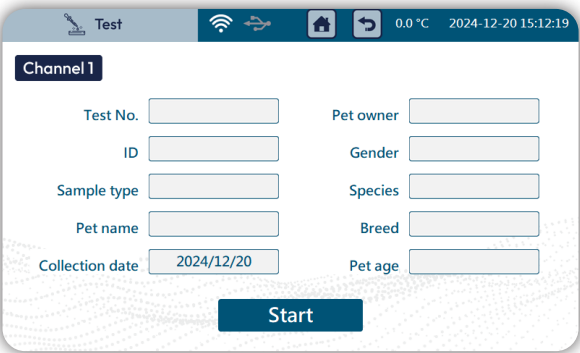 Test 0.0 °C 2024-12-20 15:12:19
Channel 1
Test No. Pet owner
ID Gender
Sample type Species
Pet name Breed
Collection date 2024/12/20 Pet age
Start